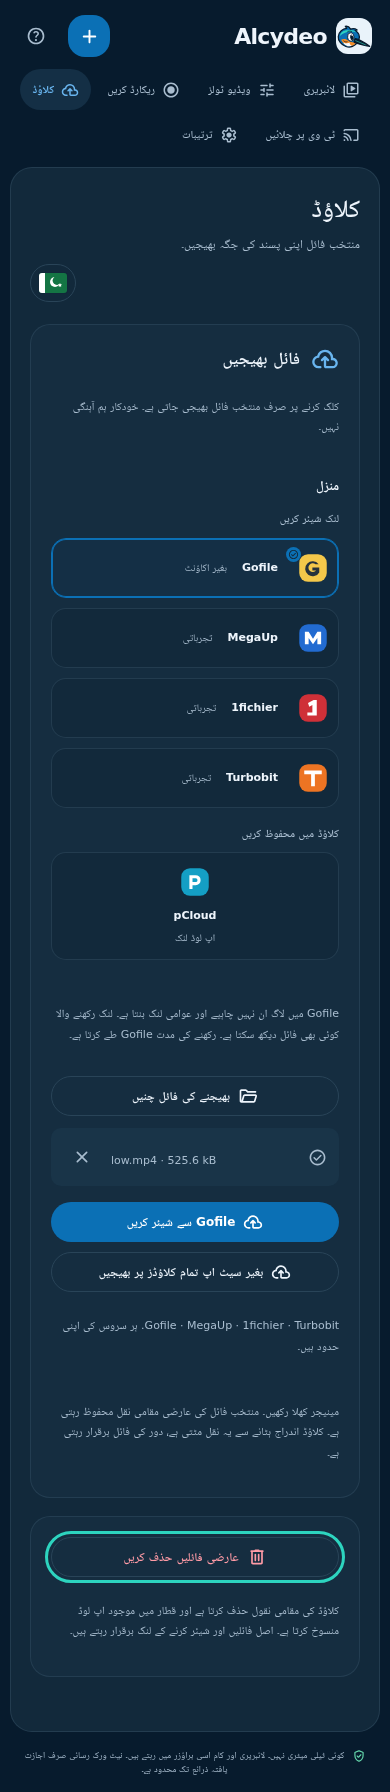 Alcydeo
لائبریری
ویڈیو ٹولز
ریکارڈ کریں
کلاؤڈ
ٹی وی پر چلائیں
ترتیبات
کلاؤڈ
منتخب فائل اپنی پسند کی جگہ بھیجیں۔
فائل بھیجیں
کلک کرنے پر صرف منتخب فائل بھیجی جاتی ہے۔ خودکار ہم آہنگی
نہیں۔
منزل
لنک شیئر کریں
Gofile بغیر اکاؤنٹ
MegaUp تجرباتی
1fichier تجرباتی
Turbobit تجرباتی
کلاؤڈ میں محفوظ کریں
pCloud
اپ لوڈ لنک
Gofile میں لاگ ان نہیں چاہیے اور عوامی لنک بنتا ہے۔ لنک رکھنے والا
کوئی بھی فائل دیکھ سکتا ہے۔ رکھنے کی مدت Gofile طے کرتا ہے۔
بھیجنے کی فائل چنیں
low.mp4 · 525.6 kB
Gofile سے شیئر کریں
بغیر سیٹ اپ تمام کلاؤڈز پر بھیجیں
Gofile · MegaUp · 1fichier · Turbobit. ہر سروس کی اپنی
حدود ہیں۔
مینیجر کھلا رکھیں۔ منتخب فائل کی عارضی مقامی نقل محفوظ رہتی
ہے۔ کلاؤڈ اندراج ہٹانے سے یہ نقل مٹتی ہے، دور کی فائل برقرار رہتی
ہے۔
عارضی فائلیں حذف کریں
کلاؤڈ کی مقامی نقول حذف کرتا ہے اور قطار میں موجود اپ لوڈ
منسوخ کرتا ہے۔ اصل فائلیں اور شیئر کرنے کے لنک برقرار رہتے ہیں۔
کوئی ٹیلی میٹری نہیں۔ لائبریری اور کام اسی براؤزر میں رہتے ہیں۔ نیٹ ورک رسائی صرف اجازت
یافتہ ذرائع تک محدود ہے۔